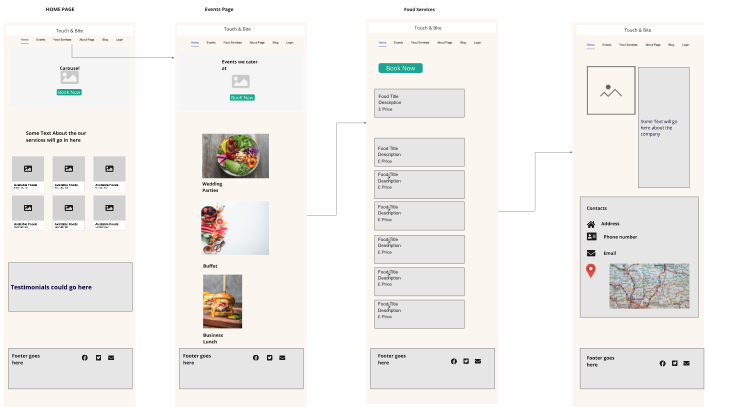 HOME PAGE
Touch & Bite
Home Events Food Services About Page Blog Login
Carousel
Book Now
Some Text About the our
services will go in here
Available Foods
Available Foods
Available Foods
Available Foods
Available Foods
Available Foods
Testimonials could go here
Footer goes
here
Events Page
Touch & Bite
Home Events Food Services About Page Blog Login
Events we cater
at
Book Now
Wedding
Parties
Buffet
Business
Lunch
Footer goes
here
Food Services
Touch & Bite
Home Events Food Services About Page Blog Login
Book Now
Food Title
Description
£ Price
Food Title
Description
£ Price
Food Title
Description
£ Price
Food Title
Description
£ Price
Food Title
Description
£ Price
Food Title
Description
£ Price
Food Title
Description
£ Price
Footer goes
here
Touch & Bite
Home Events Food Services About Page Blog Login
Some Text will go
here about the
company
Contacts
Address
Phone number
Email
Footer goes
here